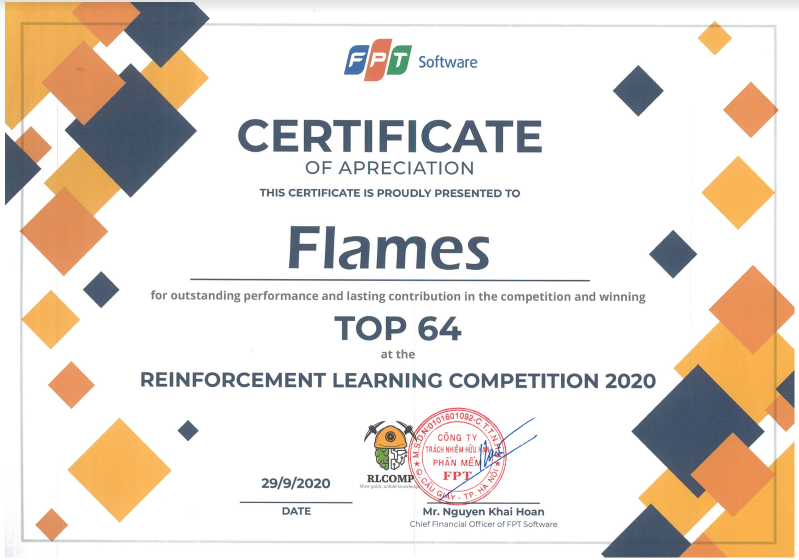 FPT Software
CERTIFICATE
OF APRECIATION
THIS CERTIFICATE IS PROUDLY PRESENTED TO
Flames
for outstanding performance and lasting contribution in the competition and winning
TOP 64
at the
REINFORCEMENT LEARNING COMPETITION 2020
RLCOMP
M.S.D.N:0101601092-C.T.T.N.H
CÔNG TY
TRÁCH NHIỆM HỮU HẠN
PHẦN MỀM
FPT
Q.CẦU GIẤY - TP. HÀ NỘI
29/9/2020
DATE
Mr. Nguyen Khai Hoan
Chief Financial Officer of FPT Software